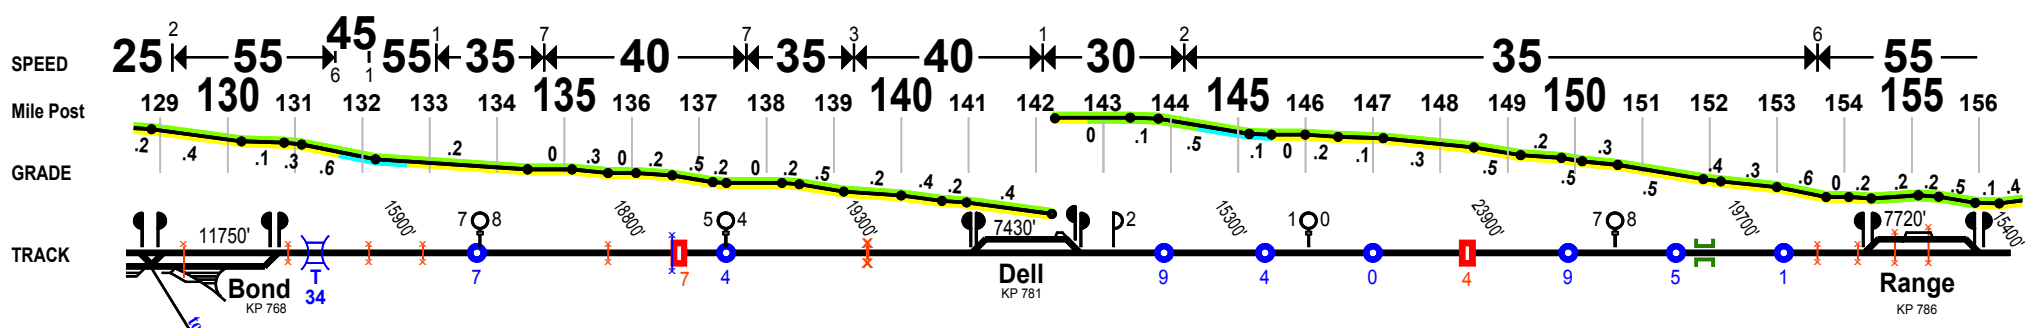 2 1 7 7 3 1 2 6
SPEED 25 55 45 55 35 40 35 40 30 35 55
6 1
Mile Post 129 130 131 132 133 134 135 136 137 138 139 140 141 142 143 144 145 146 147 148 149 150 151 152 153 154 155 156
GRADE .2 .4 .1 .3 .6 .2 0 .3 0 .2 .5 .2 0 .2 .5 .2 .4 .2 .4 0 .1 .5 .1 0 .2 .1 .3 .5 .2 .5 .3 .5 .4 .3 .6 0 .2 .2 .2 .5 .1 .4
11750' 15900' 7 8 18800' 5 4 19300' 7430' 2 15300' 1 0 23900' 7 8 19700' 7720' 15400'
TRACK
T 7 7 4 9 4 0 4 9 5 1
34
Bond Dell Range
KP 768 KP 781 KP 786